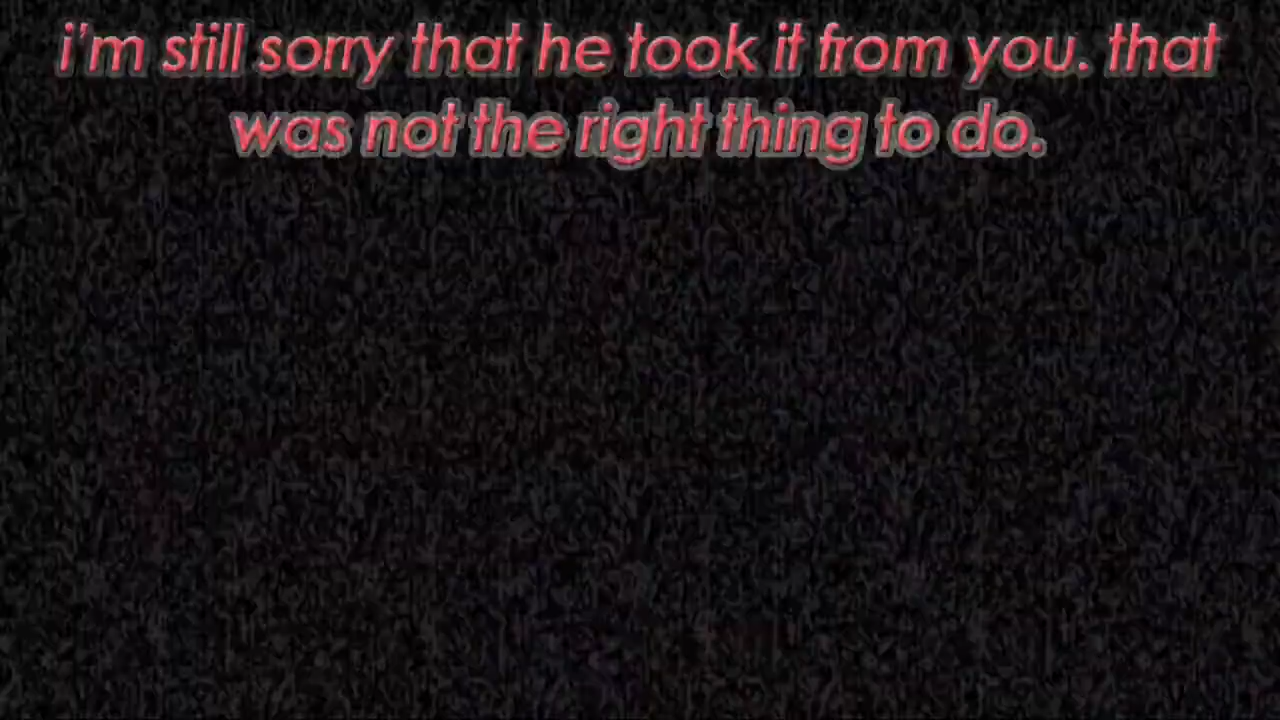 i'm still sorry that he took it from you. that
was not the right thing to do.